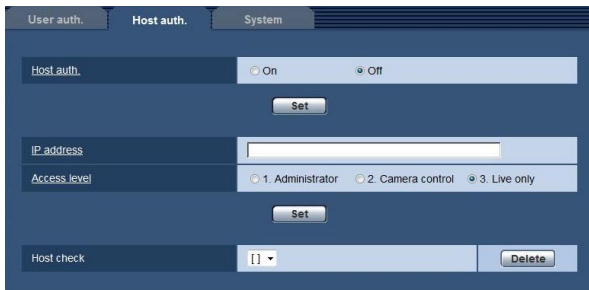 User auth. Host auth. System
Host auth. On Off
Set
IP address
Access level 1. Administrator 2. Camera control 3. Live only
Set
Host check [ ] Delete